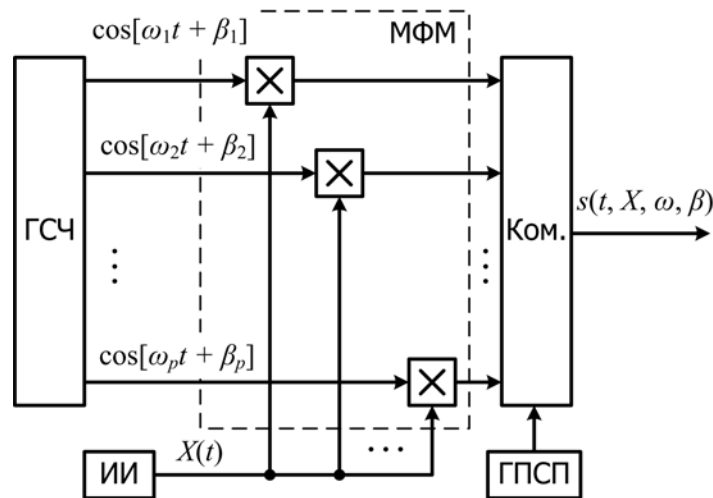 cos[ω₁t + β₁]
МФМ
cos[ω₂t + β₂]
s(t, X, ω, β)
ГСЧ
Ком.
⋮
⋮
cos[ωₚt + βₚ]
X(t)
...
ИИ
ГПСП